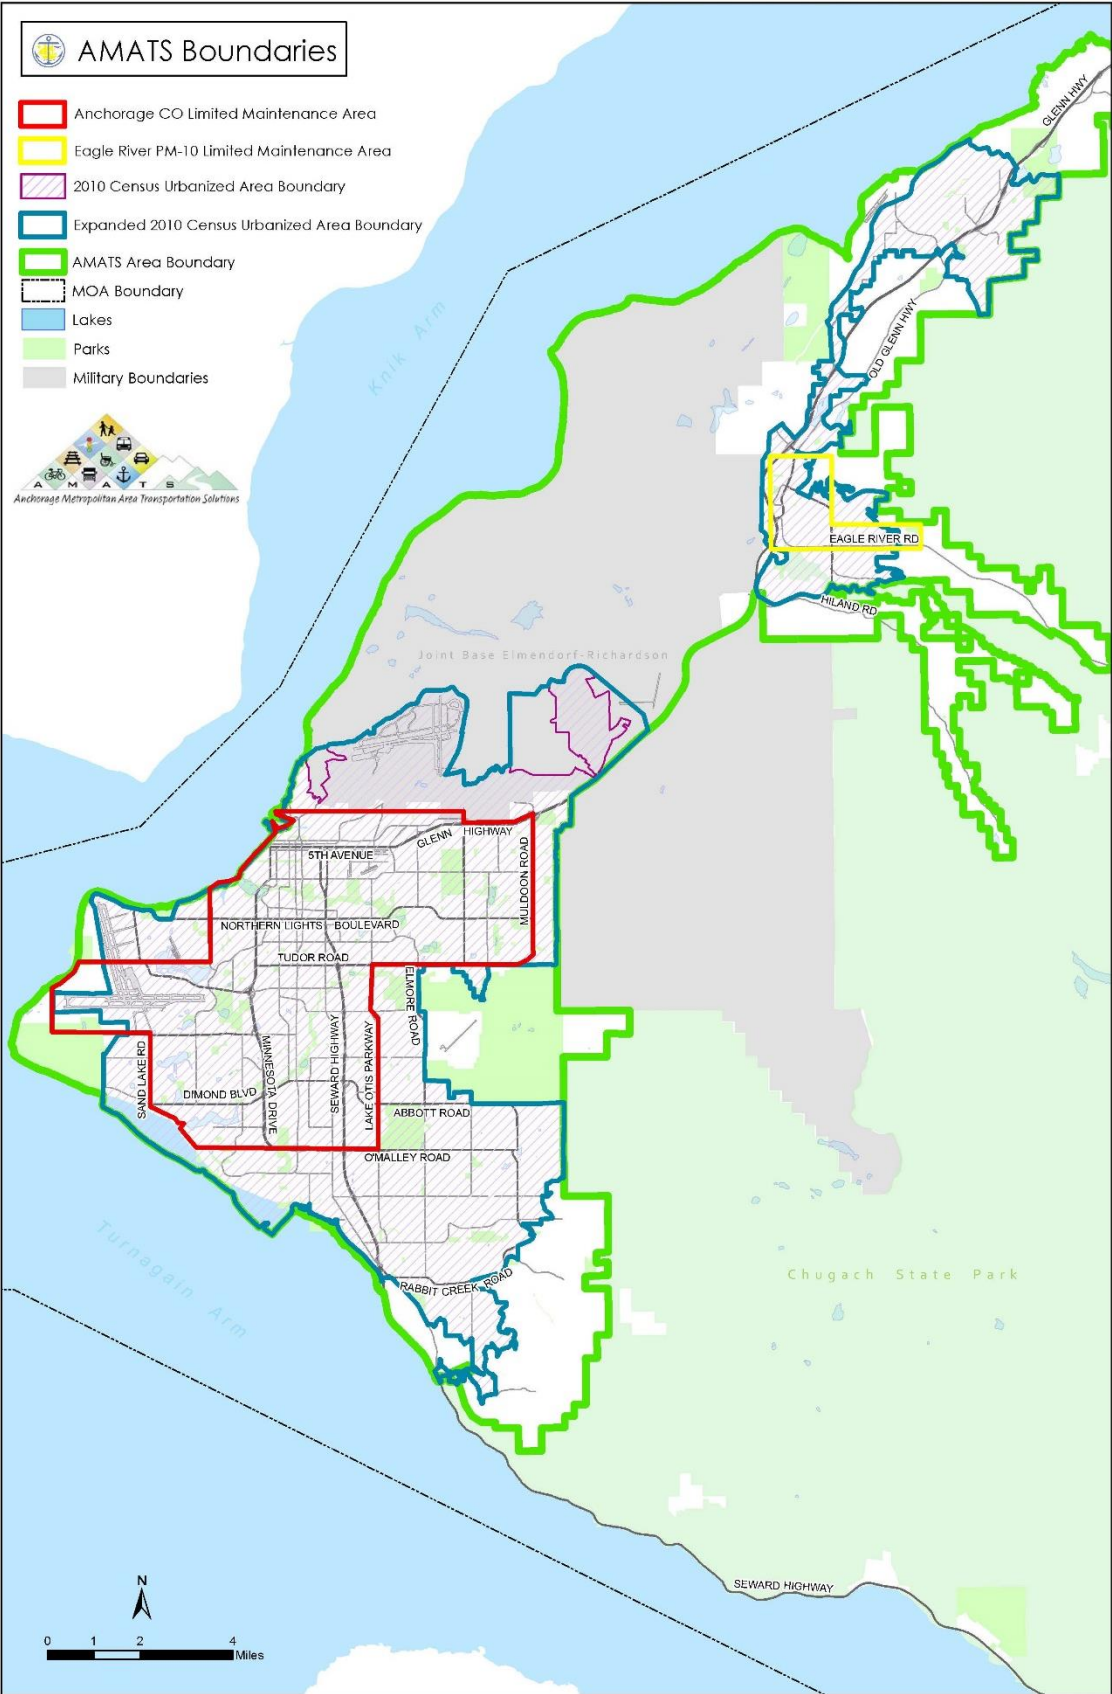 AMATS Boundaries
Anchorage CO Limited Maintenance Area
Eagle River PM-10 Limited Maintenance Area
2010 Census Urbanized Area Boundary
Expanded 2010 Census Urbanized Area Boundary
AMATS Area Boundary
MOA Boundary
Lakes
Parks
Military Boundaries
A M A T S
Anchorage Metropolitan Area Transportation Solutions
GLENN HWY
Knik Arm
OLD GLENN HWY
EAGLE RIVER RD
HILAND RD
Joint Base Elmendorf-Richardson
GLENN HIGHWAY
5TH AVENUE
MULDOON ROAD
NORTHERN LIGHTS BOULEVARD
TUDOR ROAD
ELMORE ROAD
SAND LAKE RD
MINNESOTA DRIVE
SEWARD HIGHWAY
LAKE OTIS PARKWAY
DIMOND BLVD
ABBOTT ROAD
O'MALLEY ROAD
Turnagain Arm
RABBIT CREEK ROAD
Chugach State Park
SEWARD HIGHWAY
N
0 1 2 4
Miles